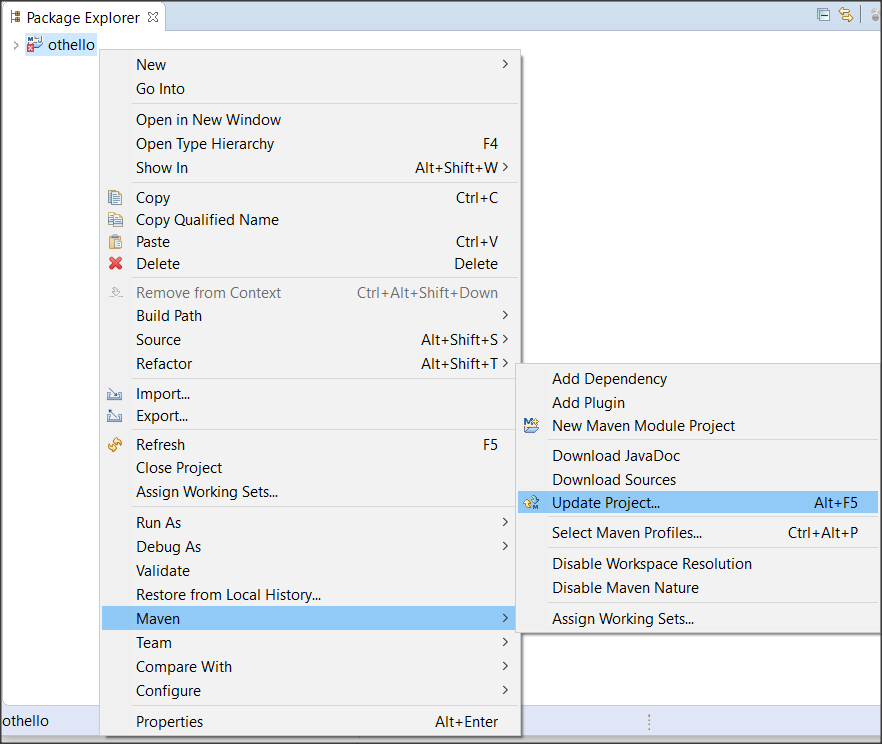 Package Explorer
othello
New
Go Into
Open in New Window
Open Type Hierarchy F4
Show In Alt+Shift+W
Copy Ctrl+C
Copy Qualified Name
Paste Ctrl+V
Delete Delete
Remove from Context Ctrl+Alt+Shift+Down
Build Path
Source Alt+Shift+S
Refactor Alt+Shift+T
Import...
Export...
Refresh F5
Close Project
Assign Working Sets...
Run As
Debug As
Validate
Restore from Local History...
Maven
Team
Compare With
Configure
Properties Alt+Enter
Add Dependency
Add Plugin
New Maven Module Project
Download JavaDoc
Download Sources
Update Project... Alt+F5
Select Maven Profiles... Ctrl+Alt+P
Disable Workspace Resolution
Disable Maven Nature
Assign Working Sets...
othello